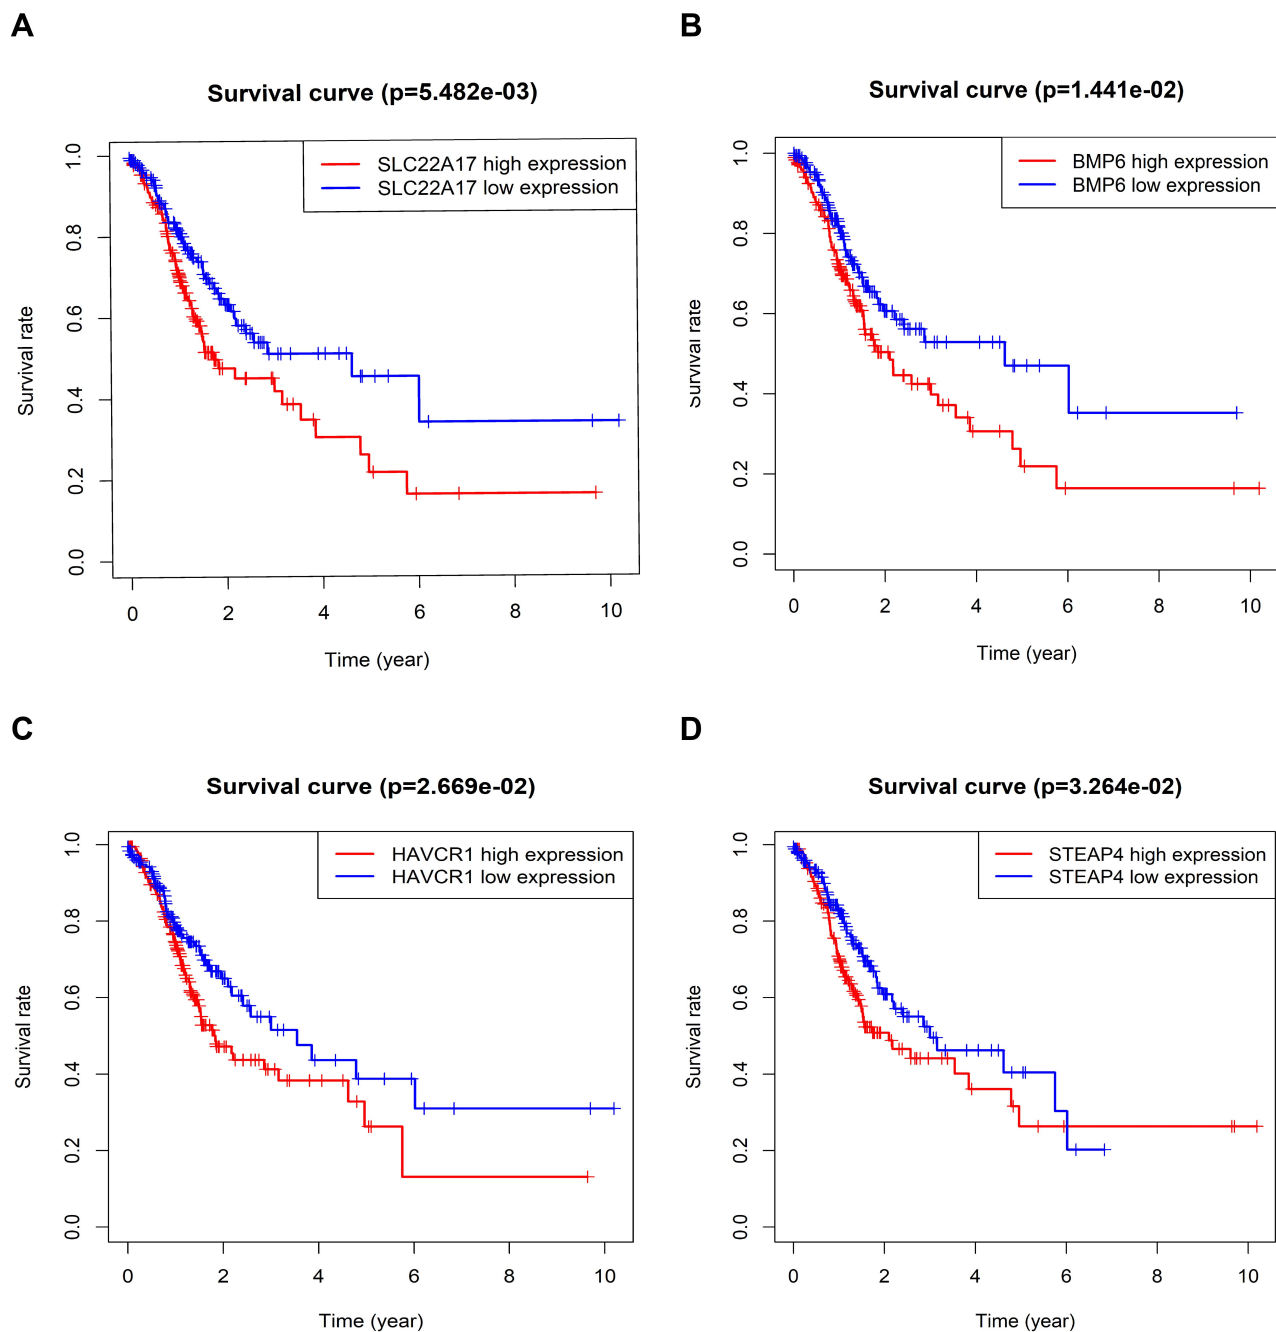 A
Survival curve (p=5.482e-03)
SLC22A17 high expression
SLC22A17 low expression
Survival rate
1.0
0.8
0.6
0.4
0.2
0.0
0 2 4 6 8 10
Time (year)
B
Survival curve (p=1.441e-02)
BMP6 high expression
BMP6 low expression
Survival rate
1.0
0.8
0.6
0.4
0.2
0.0
0 2 4 6 8 10
Time (year)
C
Survival curve (p=2.669e-02)
HAVCR1 high expression
HAVCR1 low expression
Survival rate
1.0
0.8
0.6
0.4
0.2
0.0
0 2 4 6 8 10
Time (year)
D
Survival curve (p=3.264e-02)
STEAP4 high expression
STEAP4 low expression
Survival rate
1.0
0.8
0.6
0.4
0.2
0.0
0 2 4 6 8 10
Time (year)